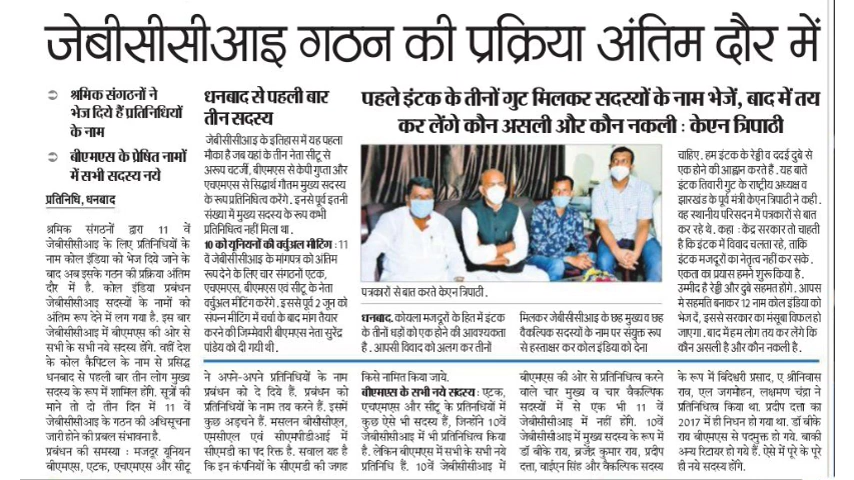 जेबीसीसीआइ गठन की प्रक्रिया अंतिम दौर में
श्रमिक संगठनों ने
भेज दिये हैं प्रतिनिधियों
के नाम
बीएमएस के प्रेषित नामों
में सभी सदस्य नये
प्रतिनिधि, धनबाद
श्रमिक संगठनों द्वारा 11 वें
जेबीसीसीआइ के लिए प्रतिनिधियों के
नाम कोल इंडिया को भेज दिये जाने के
बाद अब इसके गठन की प्रक्रिया अंतिम
दौर में है. कोल इंडिया प्रबंधन
जेबीसीसीआइ सदस्यों के नामों को
अंतिम रूप देने में लग गया है. इस बार
जेबीसीसीआइ में बीएमएस की ओर से
सभी के सभी नये सदस्य होंगे. वहीं देश
के कोल कैपिटल के नाम से प्रसिद्ध
धनबाद से पहली बार तीन लोग मुख्य
सदस्य के रूप में शामिल होंगे. सूत्रों की
माने तो दो तीन दिन में 11 वें
जेबीसीसीआइ के गठन की अधिसूचना
जारी होने की प्रबल संभावना है.
प्रबंधन की समस्या : मजदूर यूनियन
बीएमएस, एटक, एचएमएस और सीटू
धनबाद से पहली बार
तीन सदस्य
जेबीसीसीआइ के इतिहास में यह पहला
मौका है जब यहां के तीन नेता सीटू से
अरूप चटर्जी, बीएमएस से केपी गुप्ता और
एचएमएस से सिद्धार्थ गौतम मुख्य सदस्य
के रूप प्रतिनिधित्व करेंगे. इनसे पूर्व इतनी
संख्या में मुख्य सदस्य के रूप कभी
प्रतिनिधित्व नहीं मिला था.
10 को यूनियनों की वर्चुअल मीटिंग : 11
वें जेबीसीसीआइ के मांगपत्र को अंतिम
रूप देने के लिए चार संगठनों एटक,
एचएमएस, बीएमएस एवं सीटू के नेता
वर्चुअल मीटिंग करेंगे. इससे पूर्व 2 जून को
संपन्न मीटिंग में चर्चा के बाद मांग तैयार
करने की जिम्मेवारी बीएमएस नेता सुरेंद्र
पांडेय को दी गयी थी.
पहले इंटक के तीनों गुट मिलकर सदस्यों के नाम भेजें, बाद में तय
कर लेंगे कौन असली और कौन नकली : केएन त्रिपाठी
पत्रकारों से बात करते केएन त्रिपाठी.
धनबाद. कोयला मजदूरों के हित में इंटक
के तीनों धड़ों को एक होने की आवश्यकता
है. आपसी विवाद को अलग कर तीनों
मिलकर जेबीसीसीआइ के छह मुख्य व छह
वैकल्पिक सदस्यों के नाम पर संयुक्त रूप
से हस्ताक्षर कर कोल इंडिया को देना
चाहिए. हम इंटक के रेड्डी व ददई दुबे से
एक होने की आह्वान करते हैं. यह बातें
इंटक तिवारी गुट के राष्ट्रीय अध्यक्ष व
झारखंड के पूर्व मंत्री केएन त्रिपाठी ने कही.
वह स्थानीय परिसदन में पत्रकारों से बात
कर रहे थे. कहा : केंद्र सरकार तो चाहती
है कि इंटक में विवाद चलता रहे, ताकि
इंटक मजदूरों का नेतृत्व नहीं कर सके.
एकता का प्रयास हमने शुरू किया है.
उम्मीद है रेड्डी और दुबे सहमत होंगे. आपस
में सहमति बनाकर 12 नाम कोल इंडिया को
भेज दें, इससे सरकार का मंसूबा विफल हो
जाएगा. बाद में हम लोग तय कर लेंगे कि
कौन असली है और कौन नकली है.
ने अपने-अपने प्रतिनिधियों के नाम
प्रबंधन को दे दिये हैं. प्रबंधन को
प्रतिनिधियों के नाम तय करने हैं. इसमें
कुछ अड़चने हैं. मसलन बीसीसीएल,
एमसीएल एवं सीएमपीडीआई में
सीएमडी का पद रिक्त है. सवाल यह है
कि इन कंपनियों के सीएमडी की जगह
किसे नामित किया जाये.
बीएमएस के सभी नये सदस्य : एटक,
एचएमएस और सीटू के प्रतिनिधियों में
कुछ ऐसे भी सदस्य हैं, जिन्होंने 10वें
जेबीसीसीआइ में भी प्रतिनिधित्व किया
है. लेकिन बीएमएस में सभी के सभी नये
प्रतिनिधि हैं. 10वें जेबीसीसीआइ में
बीएमएस की ओर से प्रतिनिधित्व करने
वाले चार मुख्य व चार वैकल्पिक
सदस्यों में से एक भी 11 वें
जेबीसीसीआइ में नहीं होंगे. 10वें
जेबीसीसीआइ में मुख्य सदस्य के रूप में
डॉ बीके राय, ब्रजेंद्र कुमार राय, प्रदीप
दत्ता, वाईएन सिंह और वैकल्पिक सदस्य
के रूप में बिंदेश्वरी प्रसाद, ए श्रीनिवास
राव, एल जगमोहन, लक्षमण चंद्रा ने
प्रतिनिधित्व किया था. प्रदीप दत्ता का
2017 में ही निधन हो गया था. डॉ बीके
राय बीएमएस से पदमुक्त हो गये. बाकी
अन्य रिटायर हो गये हैं. ऐसे में पूरे के पूरे
ही नये सदस्य होंगे.